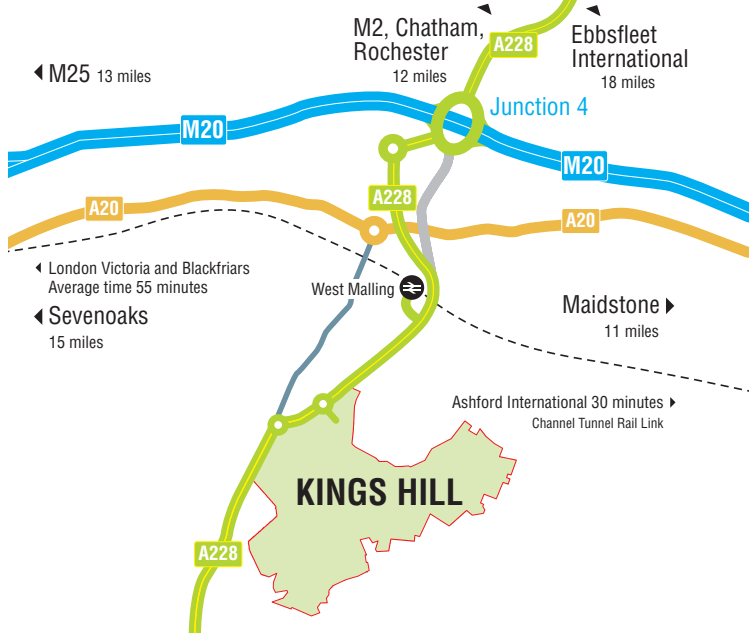 M2, Chatham,
Rochester
12 miles
A228
Ebbsfleet
International
18 miles
M25 13 miles
Junction 4
M20
M20
A228
A20
A20
London Victoria and Blackfriars
Average time 55 minutes
West Malling
Sevenoaks
15 miles
Maidstone
11 miles
Ashford International 30 minutes
Channel Tunnel Rail Link
KINGS HILL
A228